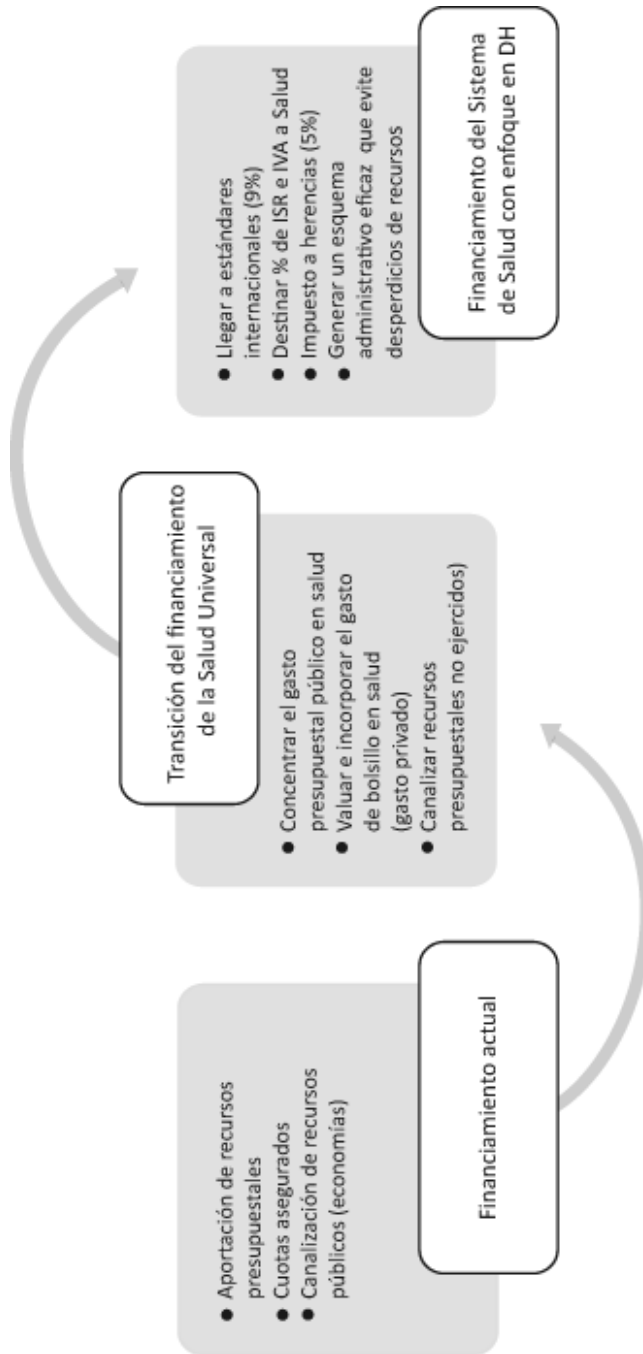 ● Aportación de recursos
presupuestales
● Cuotas asegurados
● Canalización de recursos
públicos (economías)
Financiamiento actual
Transición del financiamiento
de la Salud Universal
● Concentrar el gasto
presupuestal público en salud
● Valuar e incorporar el gasto
de bolsillo en salud
(gasto privado)
● Canalizar recursos
presupuestales no ejercidos)
● Llegar a estándares
internacionales (9%)
● Destinar % de ISR e IVA a Salud
● Impuesto a herencias (5%)
● Generar un esquema
administrativo eficaz que evite
desperdicios de recursos
Financiamiento del Sistema
de Salud con enfoque en DH